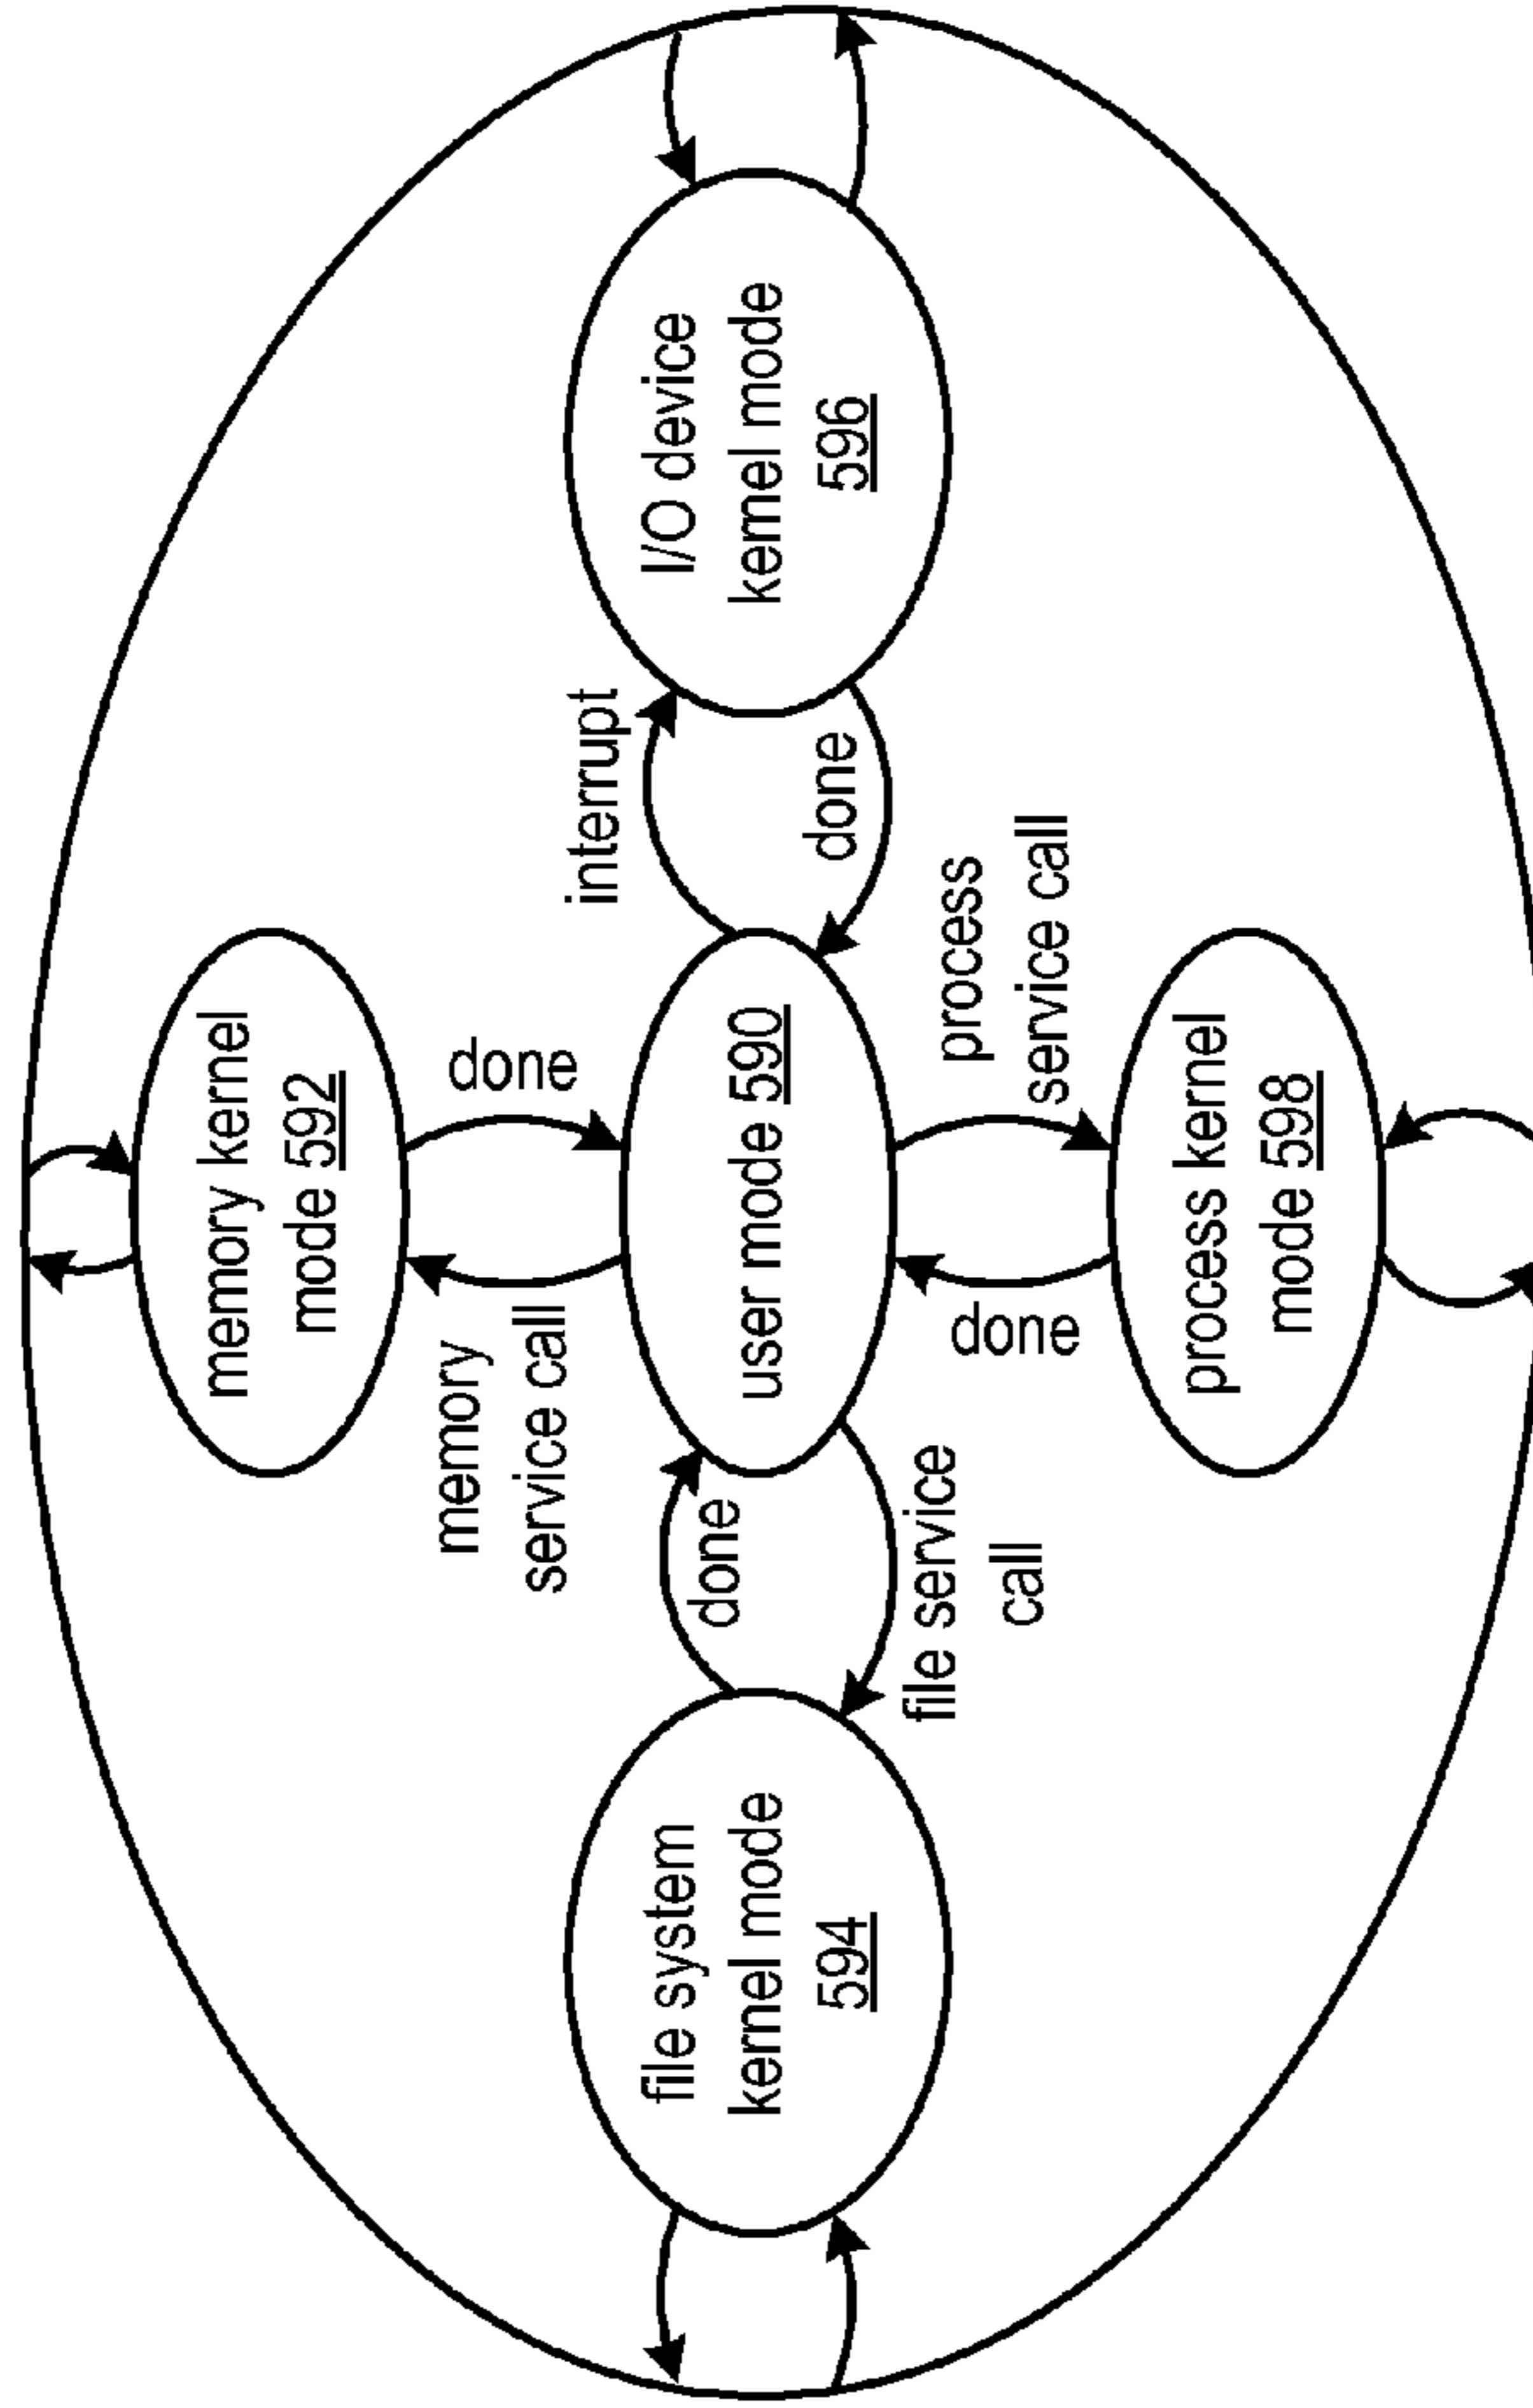 memory kernel
mode 592
memory
service call
done
file system
kernel mode
594
done
file service
call
user mode 590
interrupt
done
I/O device
kernel mode
596
done
process
service call
process kernel
mode 598